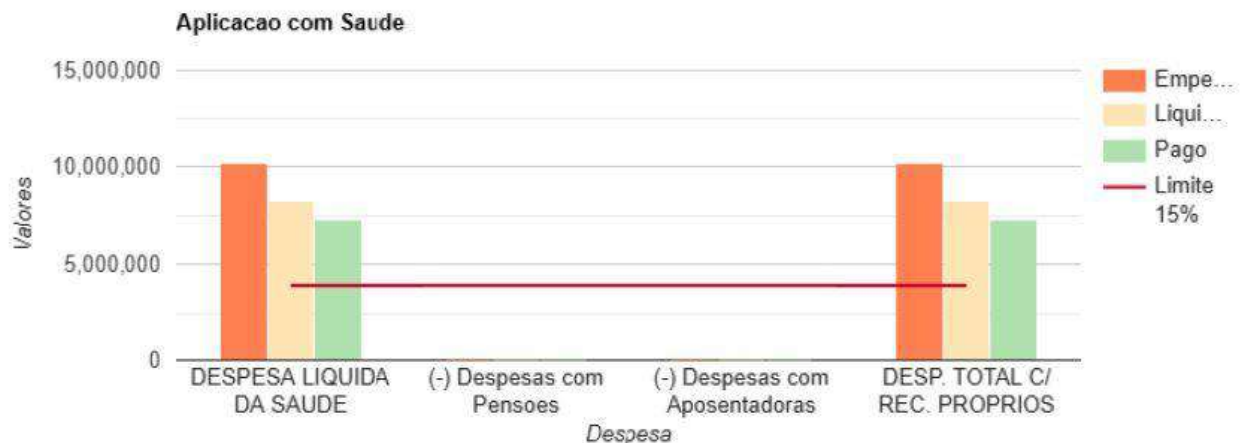 Aplicacao com Saude
15,000,000
10,000,000
5,000,000
0
Valores
DESPESA LIQUIDA
DA SAUDE
(-) Despesas com
Pensoes
(-) Despesas com
Aposentadoras
DESP. TOTAL C/
REC. PROPRIOS
Despesa
Empe...
Liqui...
Pago
Limite
15%